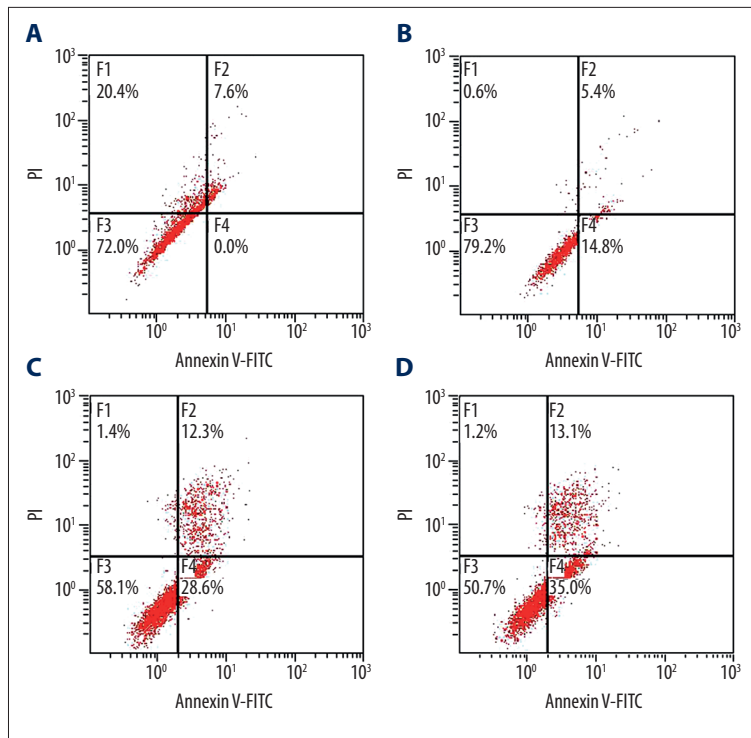 A
10³
10²
10¹
10⁰
PI
F1
20.4%
F2
7.6%
F3
72.0%
F4
0.0%
10⁰ 10¹ 10² 10³
Annexin V-FITC
B
10³
10²
10¹
10⁰
PI
F1
0.6%
F2
5.4%
F3
79.2%
F4
14.8%
10⁰ 10¹ 10² 10³
Annexin V-FITC
C
10³
10²
10¹
10⁰
PI
F1
1.4%
F2
12.3%
F3
58.1%
F4
28.6%
10⁰ 10¹ 10² 10³
Annexin V-FITC
D
10³
10²
10¹
10⁰
PI
F1
1.2%
F2
13.1%
F3
50.7%
F4
35.0%
10⁰ 10¹ 10² 10³
Annexin V-FITC